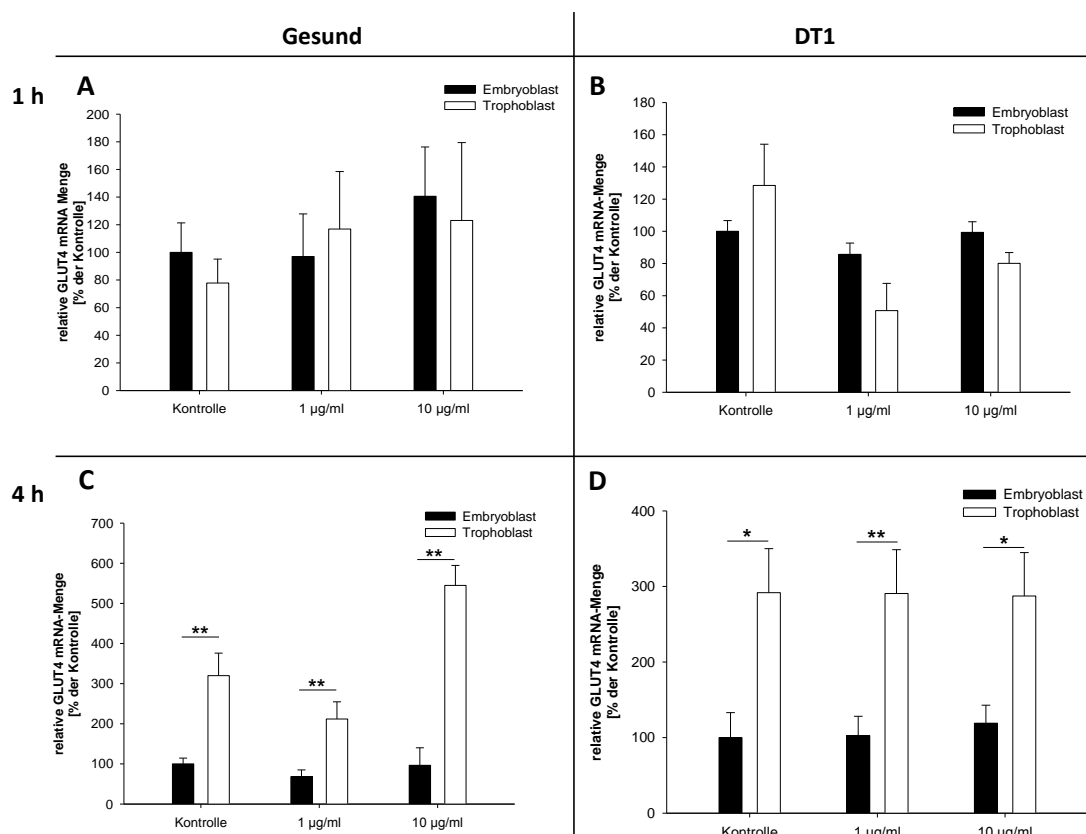 Gesund
DT1
1 h
A
Embryoblast
Trophoblast
relative GLUT4 mRNA Menge
[% der Kontrolle]
200
180
160
140
120
100
80
60
40
20
0
Kontrolle
1 µg/ml
10 µg/ml
B
Embryoblast
Trophoblast
relative GLUT4 mRNA-Menge
[% der Kontrolle]
180
160
140
120
100
80
60
40
20
0
Kontrolle
1 µg/ml
10 µg/ml
4 h
C
Embryoblast
Trophoblast
relative GLUT4 mRNA-Menge
[% der Kontrolle]
700
600
500
400
300
200
100
0
**
**
**
Kontrolle
1 µg/ml
10 µg/ml
D
Embryoblast
Trophoblast
relative GLUT4 mRNA-Menge
[% der Kontrolle]
400
300
200
100
0
*
**
*
Kontrolle
1 µg/ml
10 µg/ml